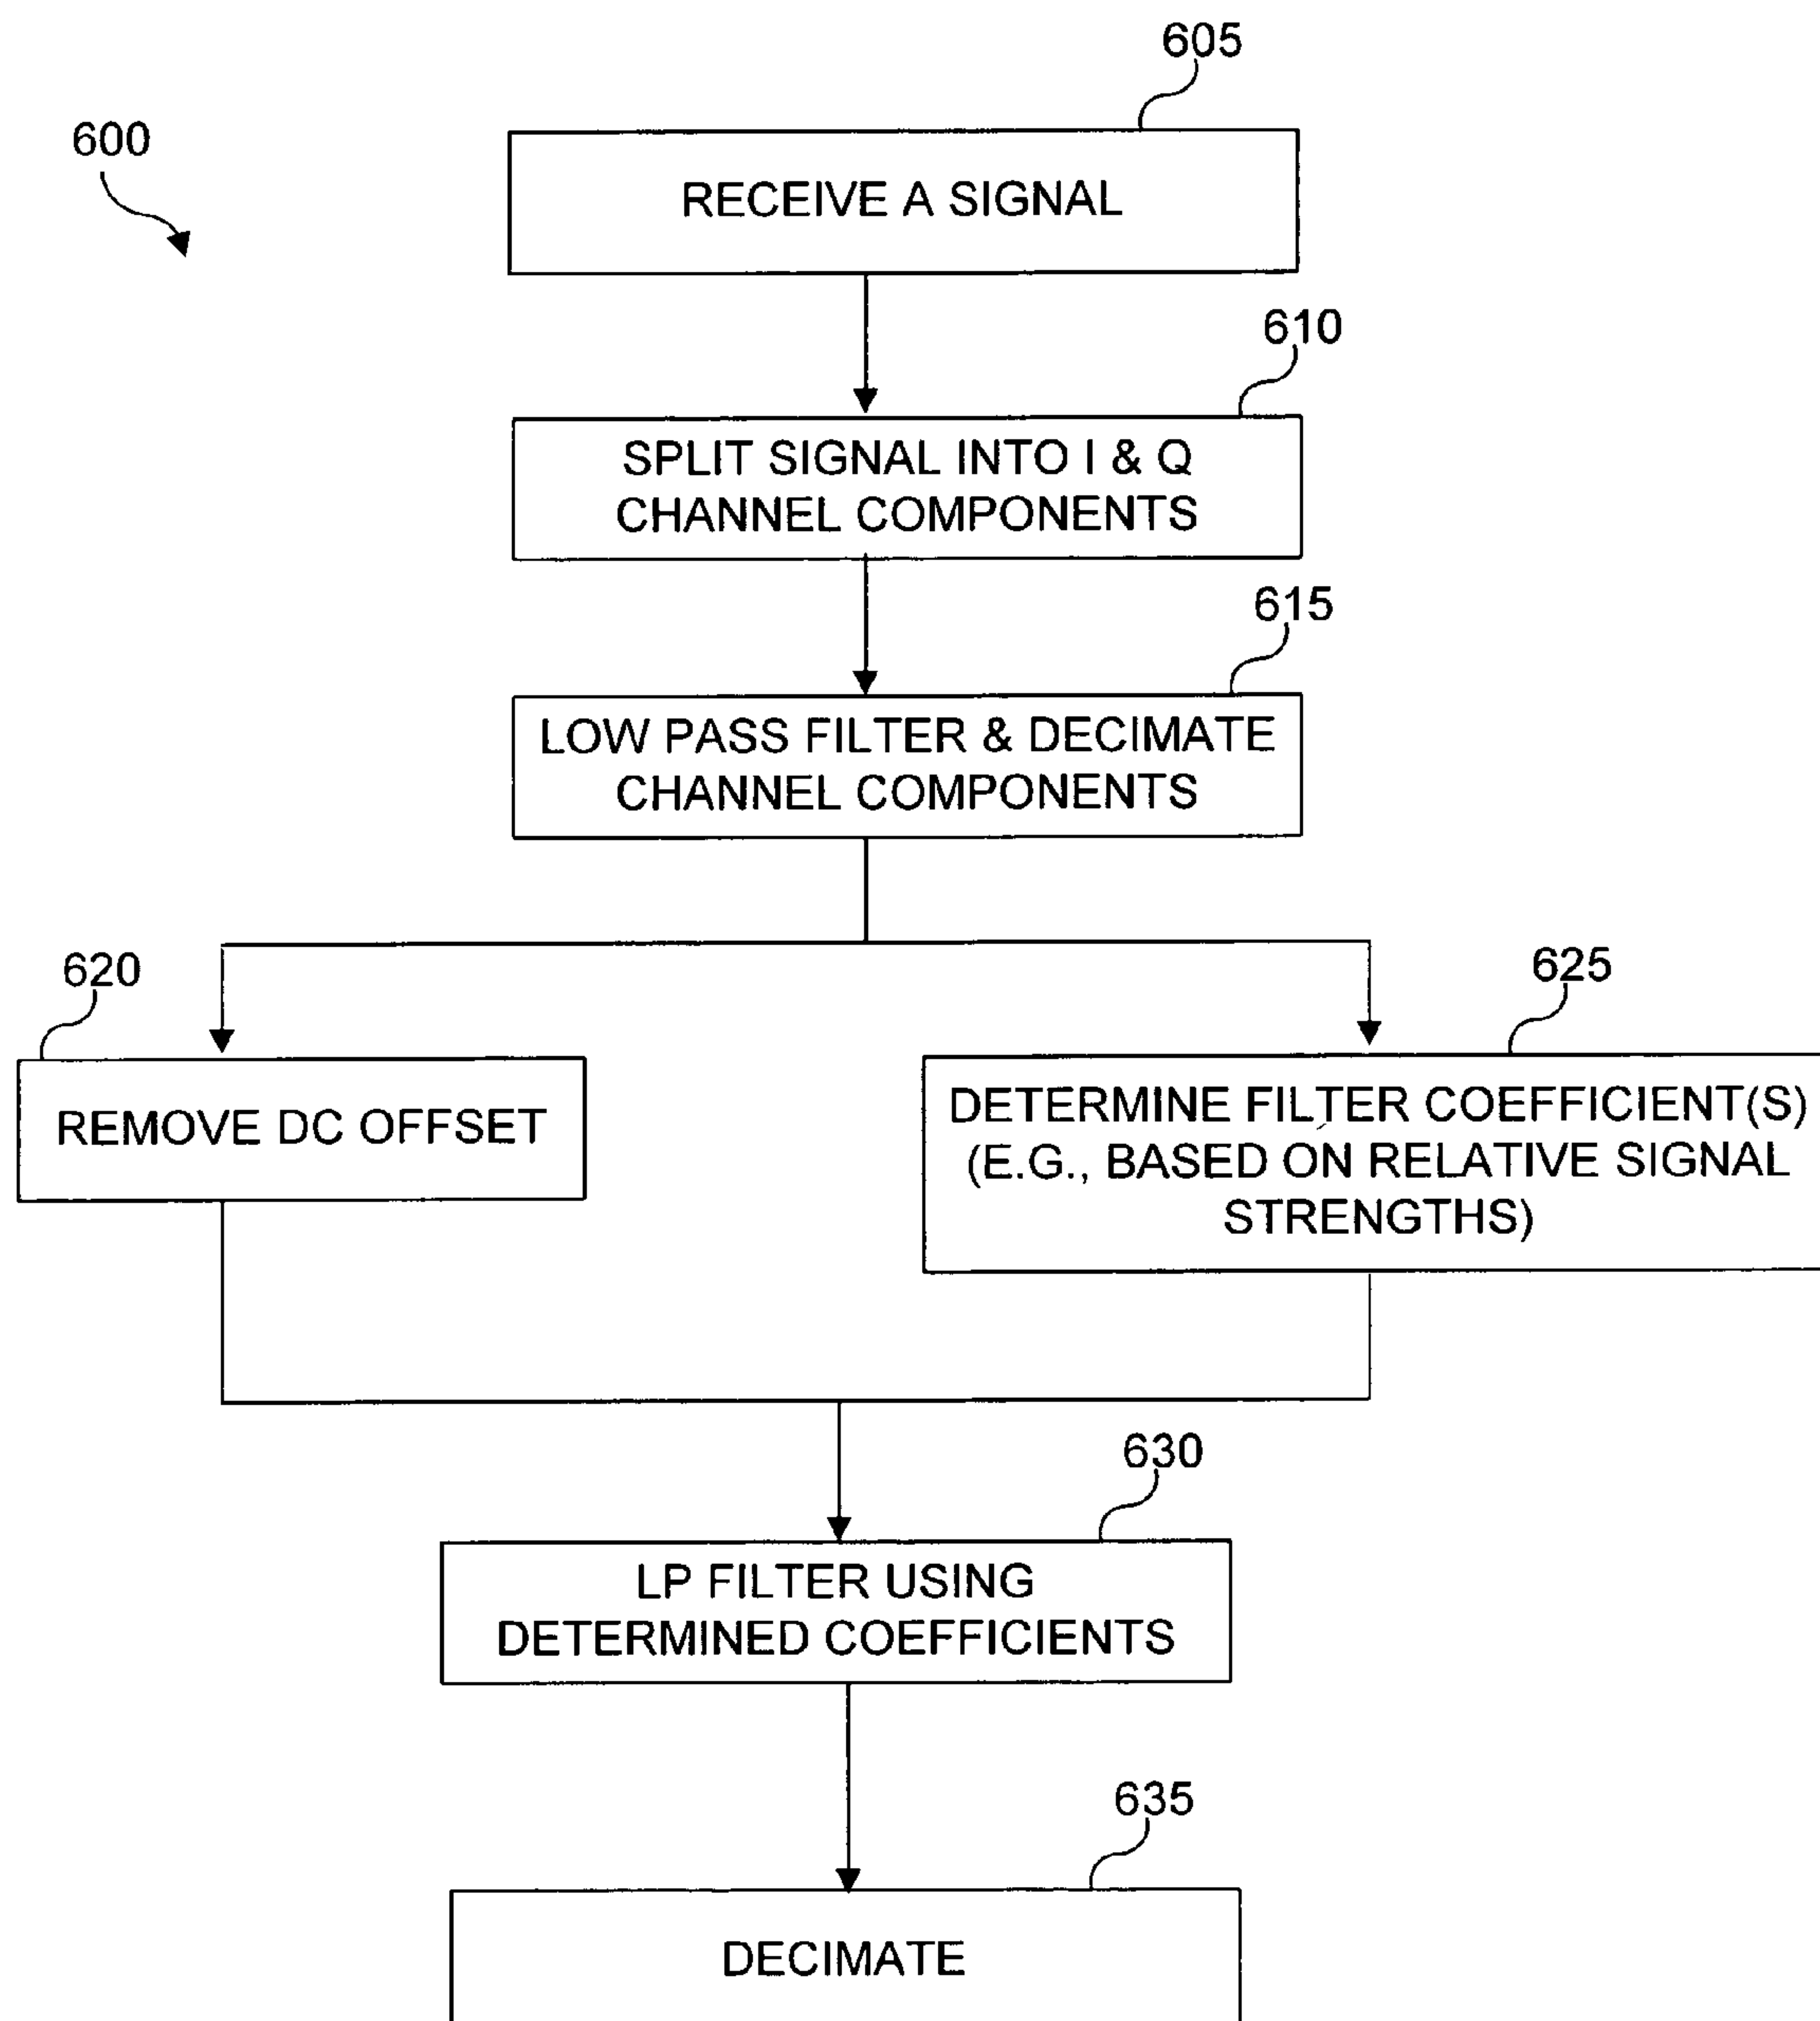 605
600
RECEIVE A SIGNAL
610
SPLIT SIGNAL INTO I & Q
CHANNEL COMPONENTS
615
LOW PASS FILTER & DECIMATE
CHANNEL COMPONENTS
620
625
REMOVE DC OFFSET
DETERMINE FILTER COEFFICIENT(S)
(E.G., BASED ON RELATIVE SIGNAL
STRENGTHS)
630
LP FILTER USING
DETERMINED COEFFICIENTS
635
DECIMATE